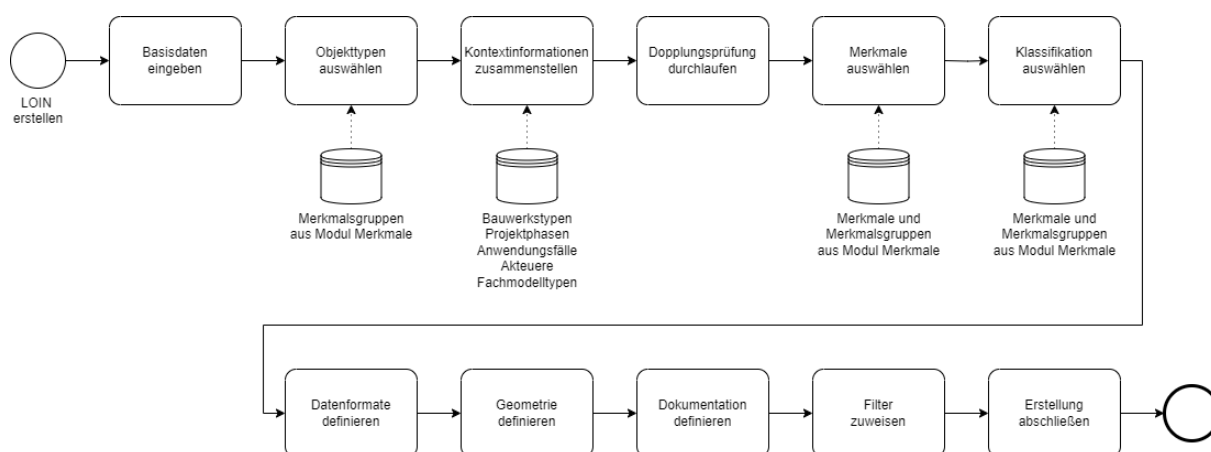 LOIN
erstellen
Basisdaten
eingeben
Objekttypen
auswählen
Kontextinformationen
zusammenstellen
Dopplungsprüfung
durchlaufen
Merkmale
auswählen
Klassifikation
auswählen
Merkmalsgruppen
aus Modul Merkmale
Bauwerkstypen
Projektphasen
Anwendungsfälle
Akteuere
Fachmodelltypen
Merkmale und
Merkmalsgruppen
aus Modul Merkmale
Merkmale und
Merkmalsgruppen
aus Modul Merkmale
Datenformate
definieren
Geometrie
definieren
Dokumentation
definieren
Filter
zuweisen
Erstellung
abschließen